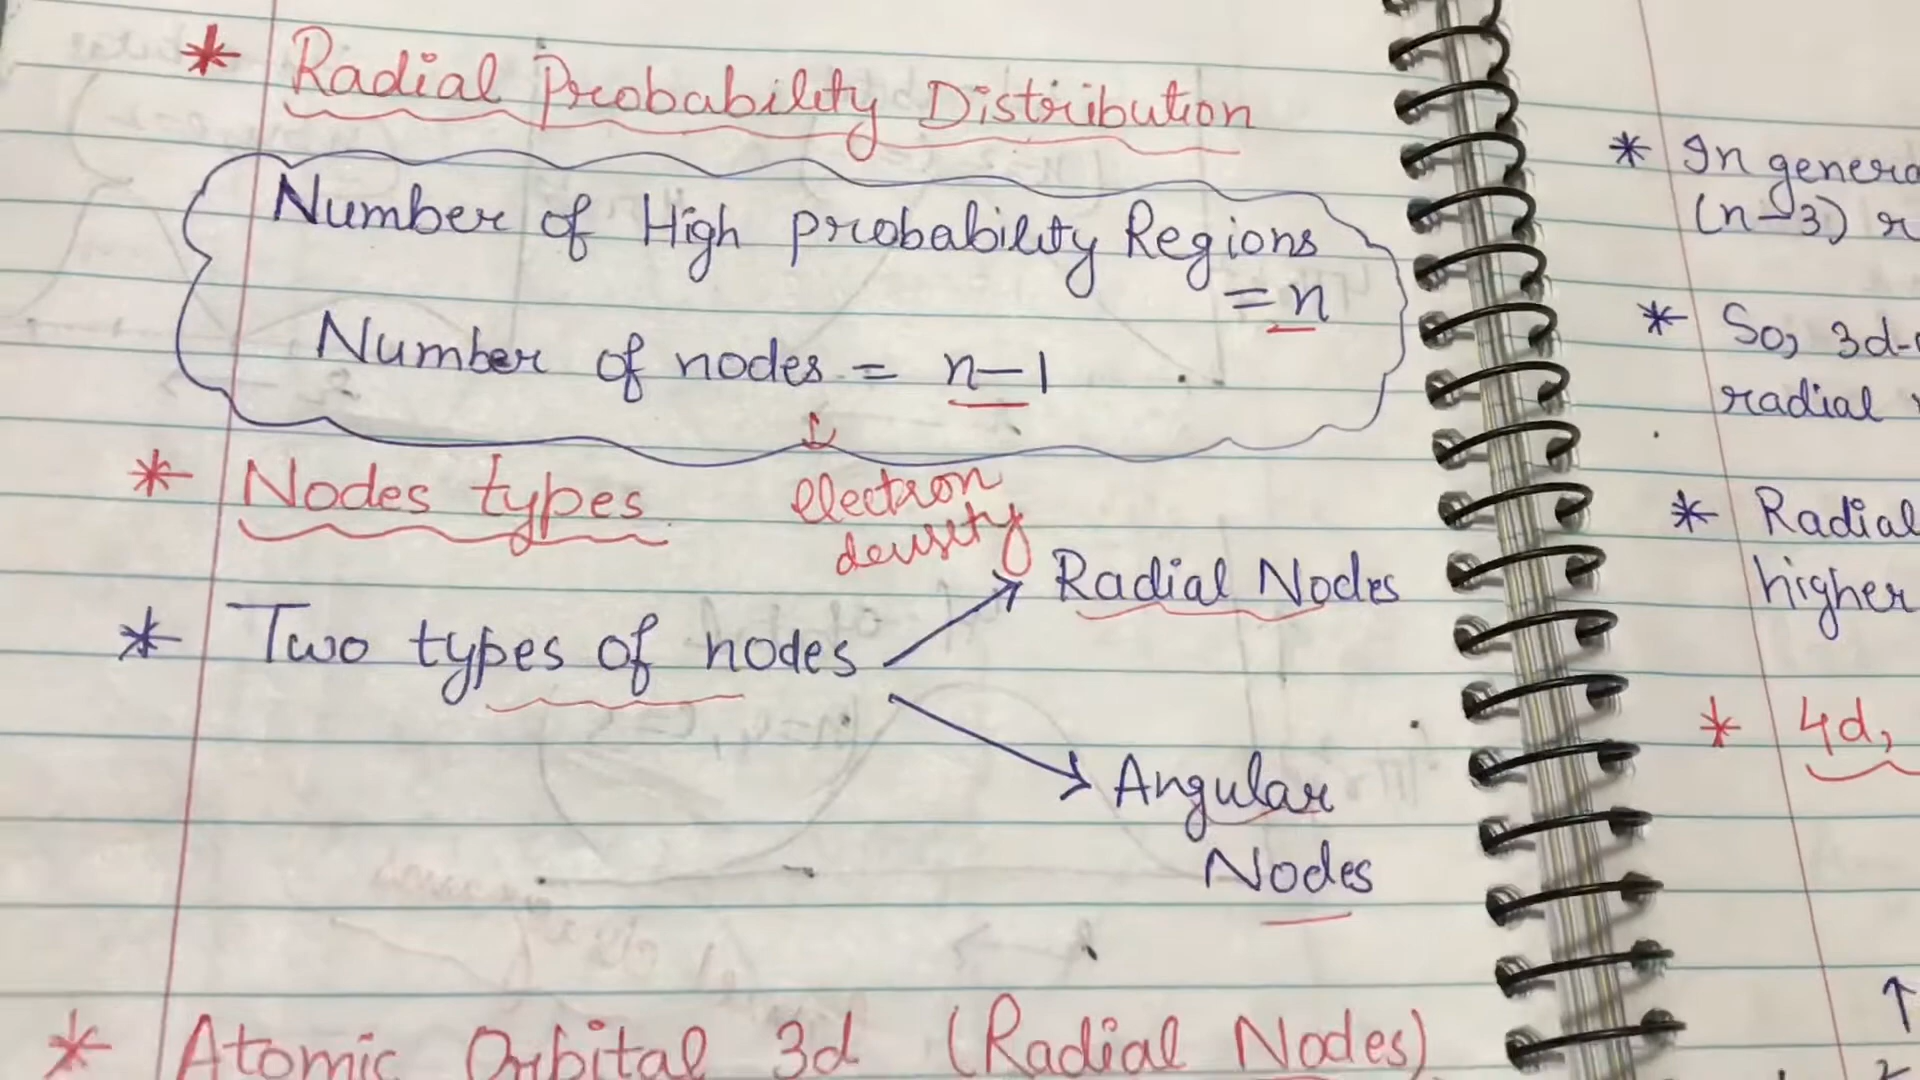 * Radial Probability Distribution
Number of High probability Regions
= n
Number of nodes = n-1
* Nodes types
electron
density
* Two types of nodes
Radial Nodes
Angular
Nodes
* Atomic Orbital 3d (Radial Nodes)
* In genera
(n-3) r
* So, 3d-
radial
* Radial
higher
* 4d,